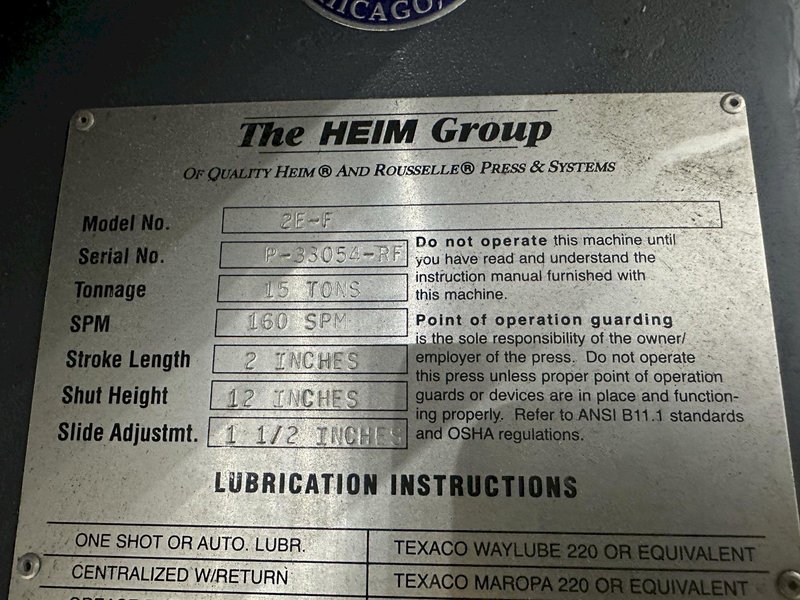 CHICAGO,
The HEIM Group
OF QUALITY HEIM® AND ROUSSELLE® PRESS & SYSTEMS
Model No. 2E-F
Serial No. P-33054-RF
Tonnage 15 TONS
SPM 160 SPM
Stroke Length 2 INCHES
Shut Height 12 INCHES
Slide Adjustmt. 1 1/2 INCHES
Do not operate this machine until
you have read and understand the
instruction manual furnished with
this machine.
Point of operation guarding
is the sole responsibility of the owner/
employer of the press. Do not operate
this press unless proper point of operation
guards or devices are in place and function-
ing properly. Refer to ANSI B11.1 standards
and OSHA regulations.
LUBRICATION INSTRUCTIONS
ONE SHOT OR AUTO. LUBR. TEXACO WAYLUBE 220 OR EQUIVALENT
CENTRALIZED W/RETURN TEXACO MAROPA 220 OR EQUIVALENT